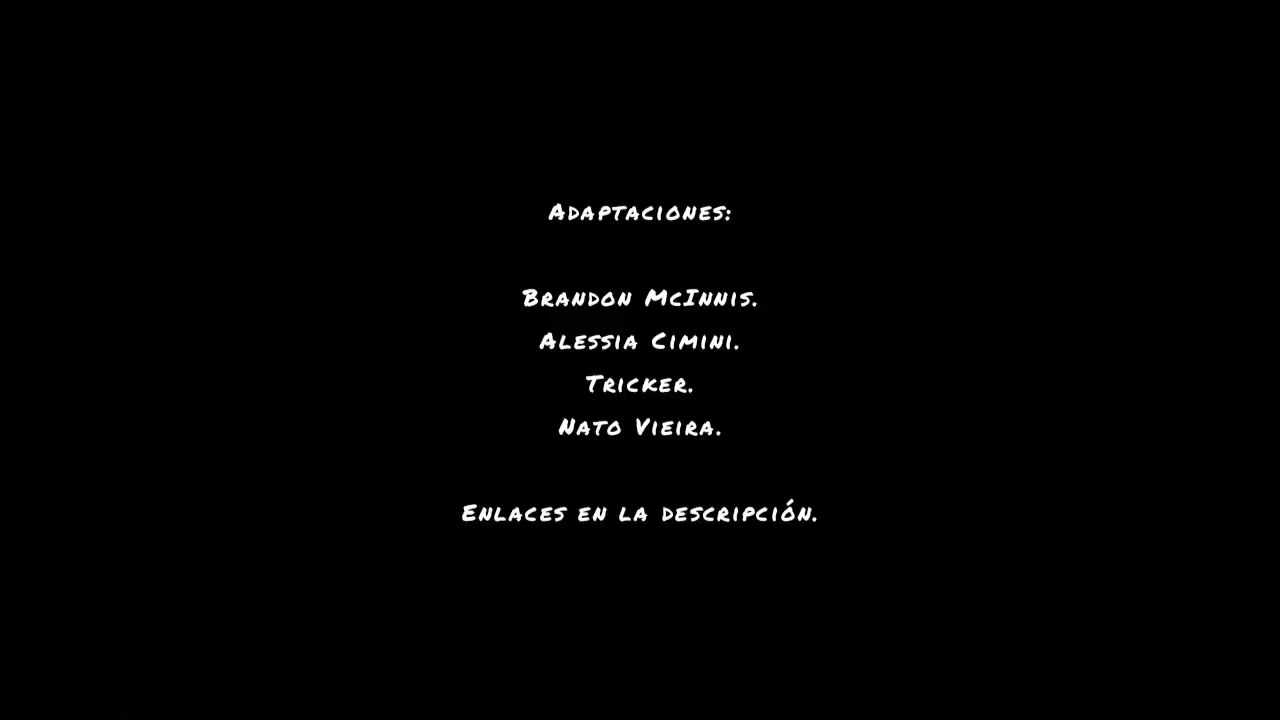 Adaptaciones:
Brandon McInnis.
Alessia Cimini.
Tricker.
Nato Vieira.
Enlaces en la descripción.